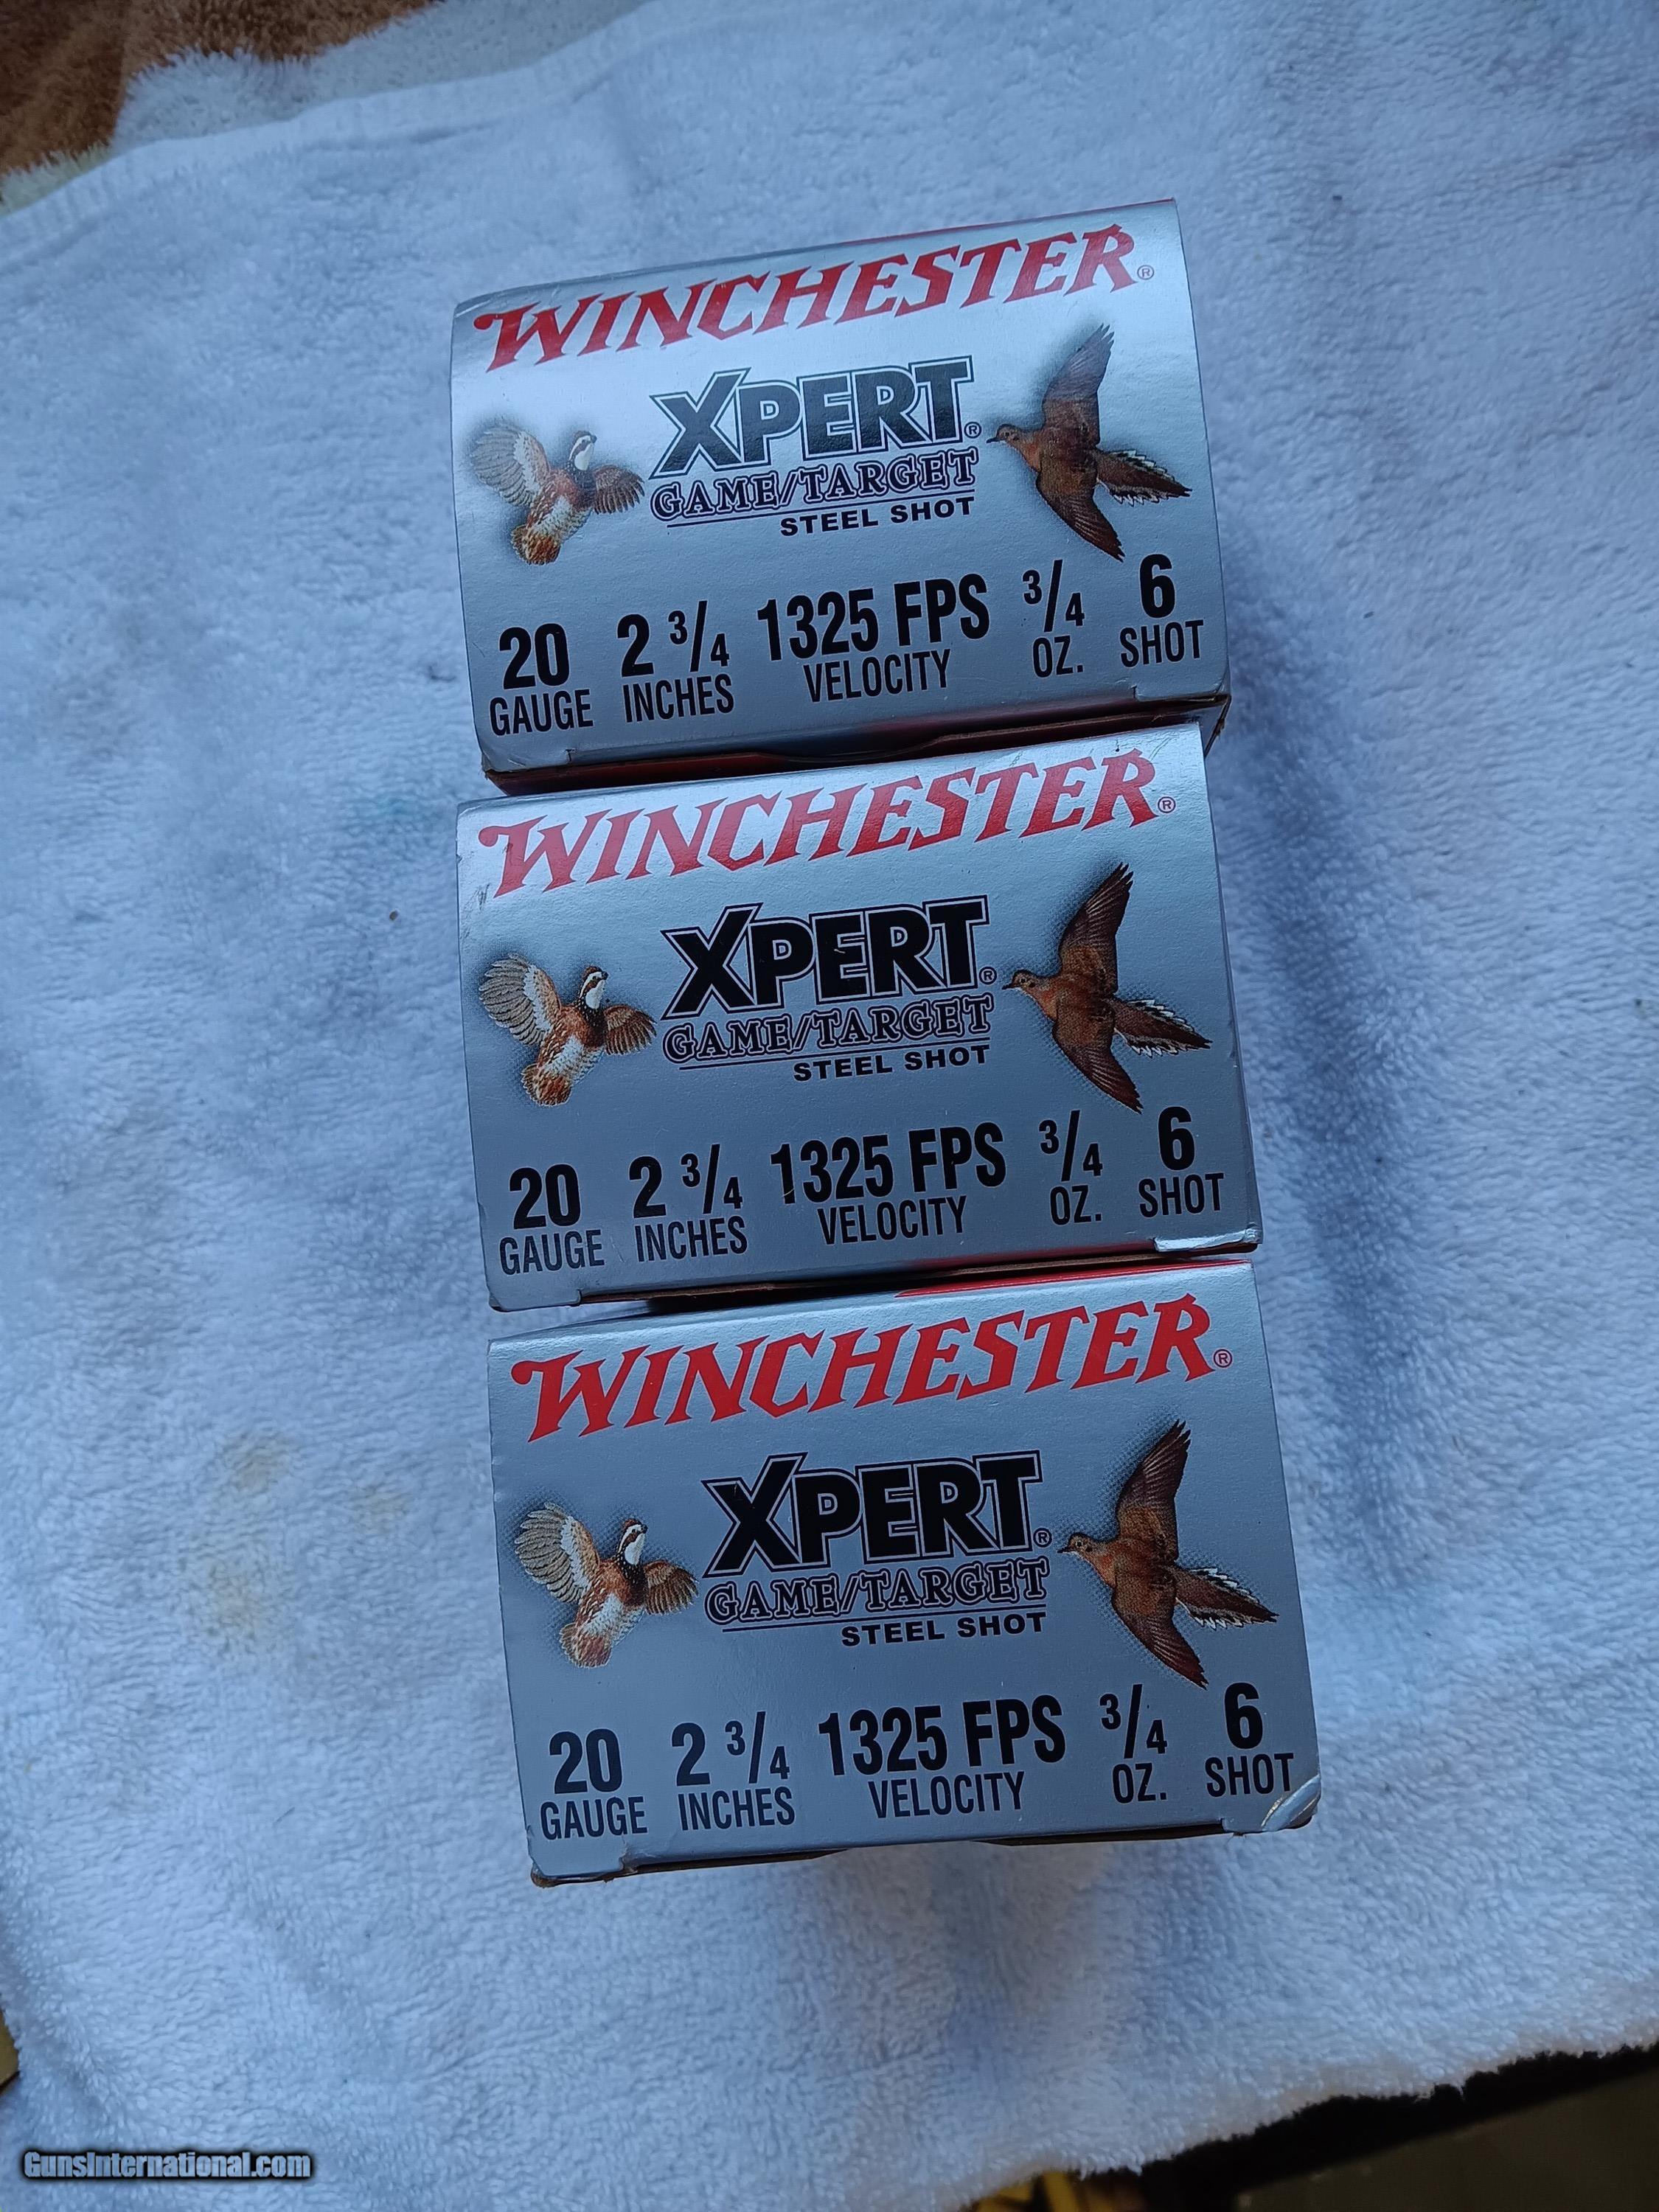 WINCHESTER®
XPERT®
GAME/TARGET
STEEL SHOT
20 2 3/4 1325 FPS 3/4 6
GAUGE INCHES VELOCITY OZ. SHOT
WINCHESTER®
XPERT®
GAME/TARGET
STEEL SHOT
20 2 3/4 1325 FPS 3/4 6
GAUGE INCHES VELOCITY OZ. SHOT
WINCHESTER®
XPERT®
GAME/TARGET
STEEL SHOT
20 2 3/4 1325 FPS 3/4 6
GAUGE INCHES VELOCITY OZ. SHOT
GunsInternational.com